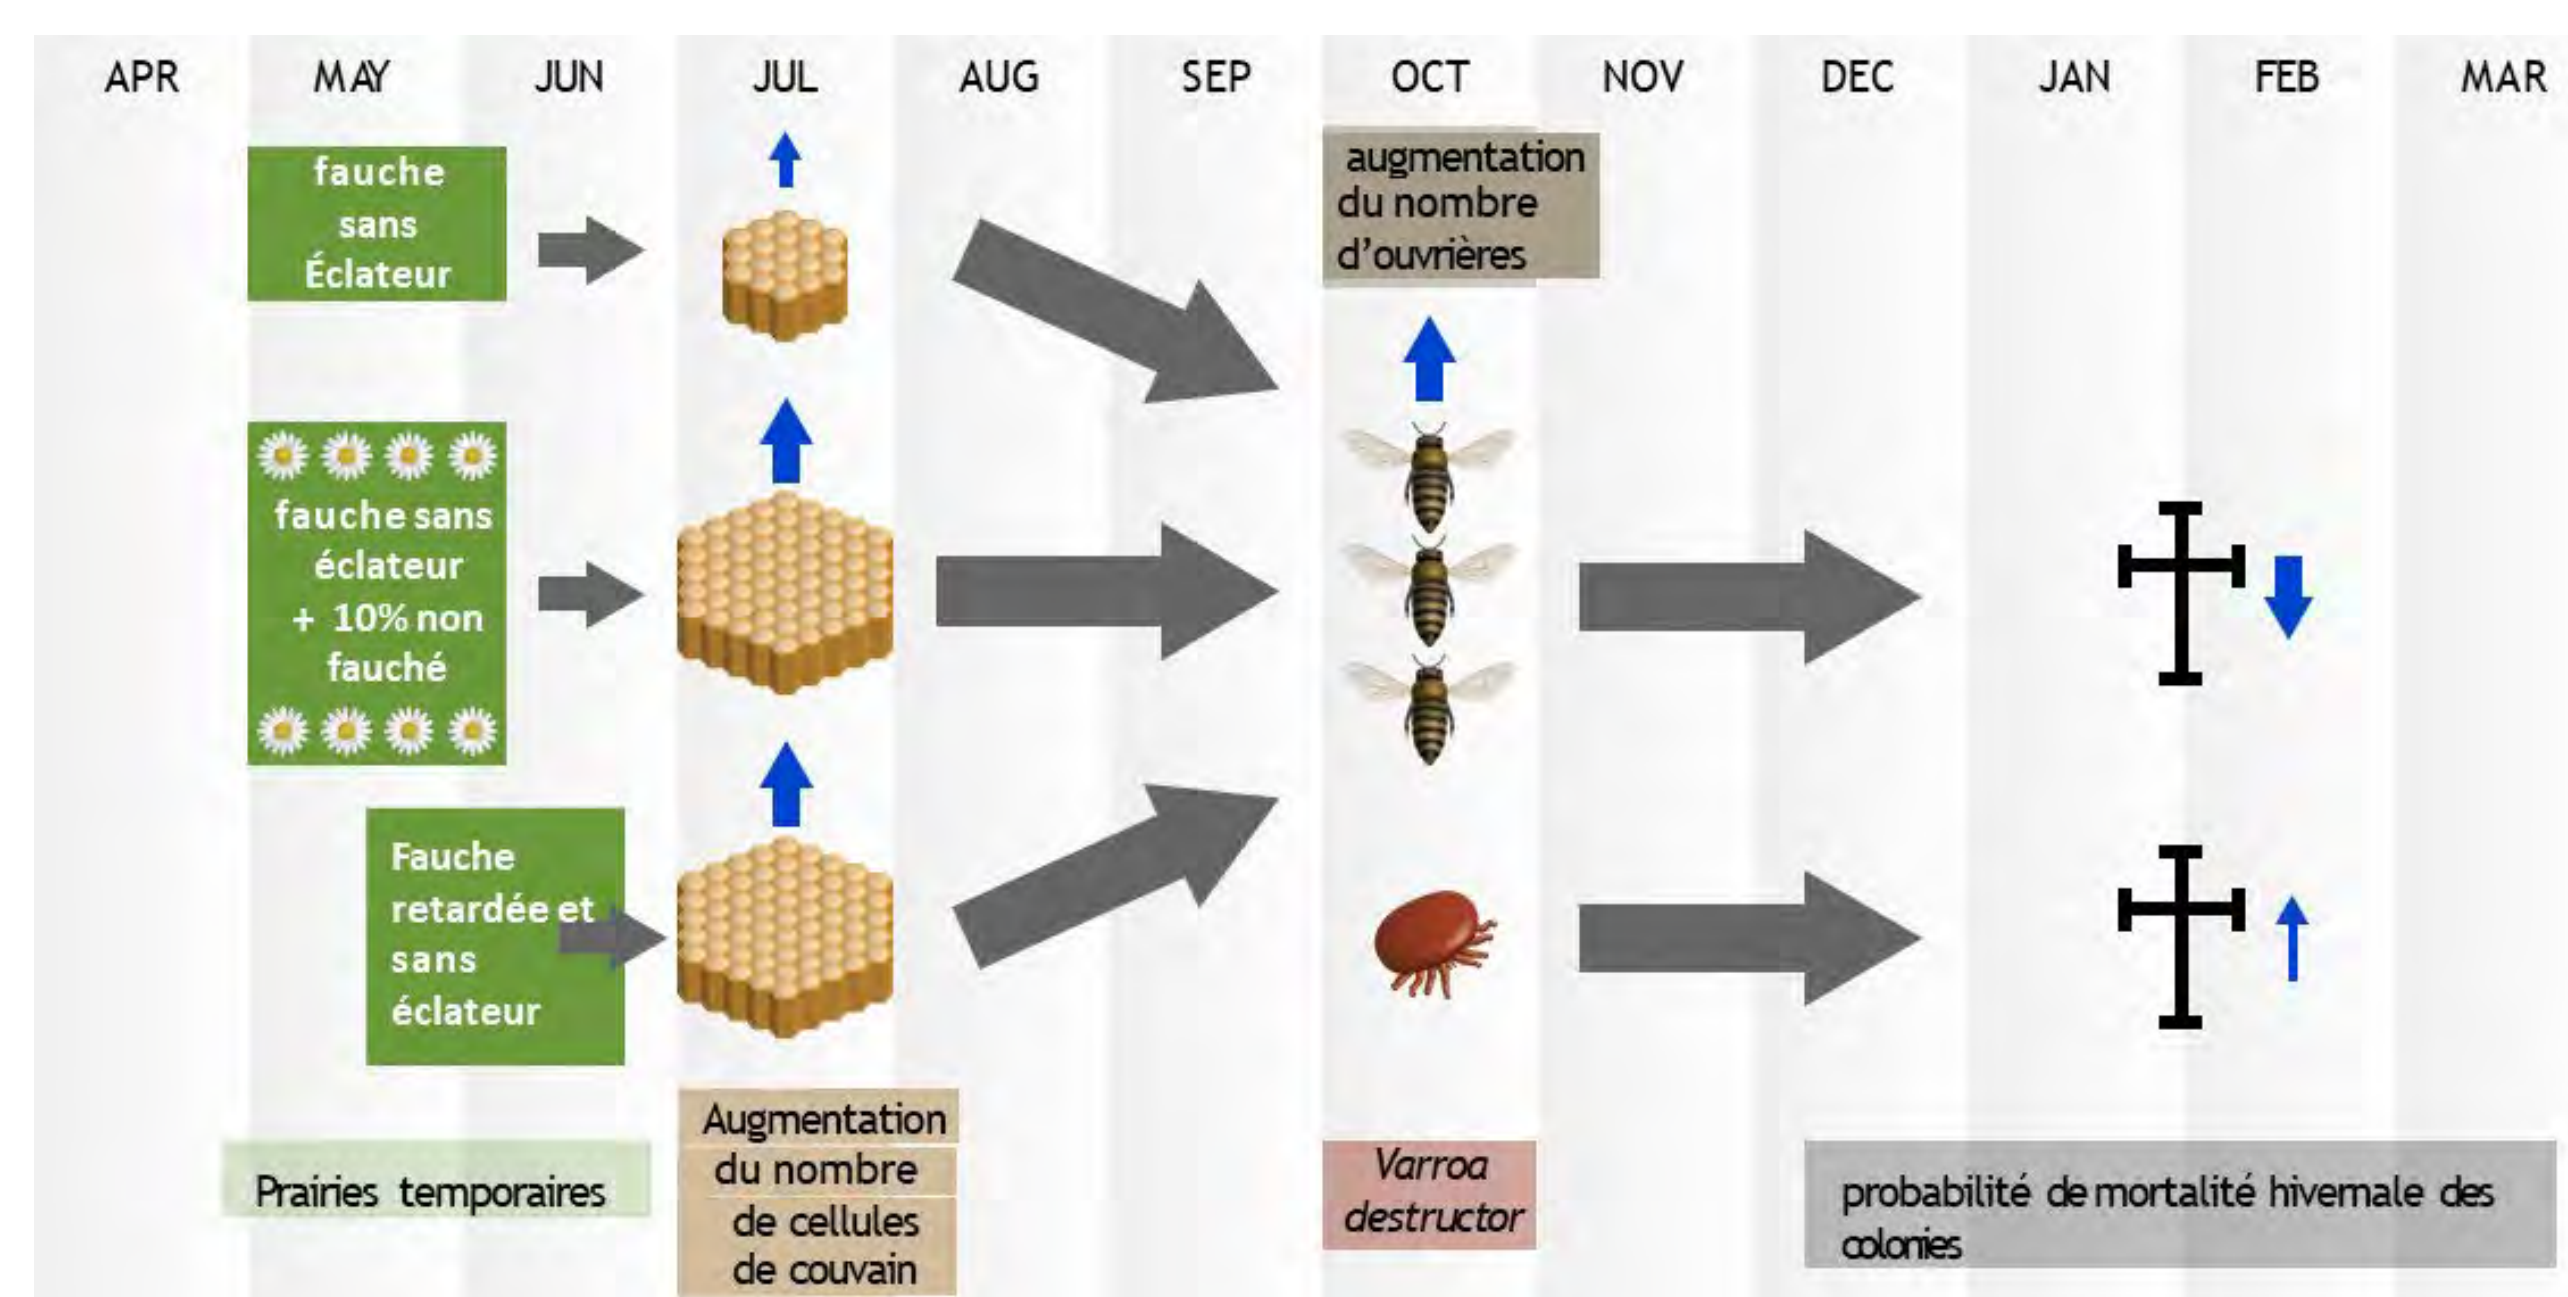 APR MAY JUN JUL AUG SEP OCT NOV DEC JAN FEB MAR
fauche
sans
Éclateur
augmentation
du nombre
d'ouvrières
fauche sans
éclateur
+ 10% non
fauché
Fauche
retardée et
sans
éclateur
Prairies temporaires
Augmentation
du nombre
de cellules
de couvain
Varroa
destructor
probabilité de mortalité hivernale des
colonies